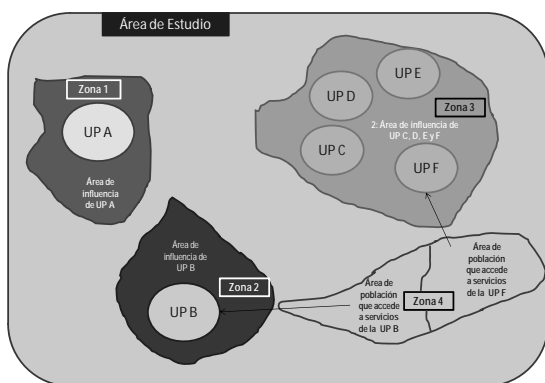 Área de Estudio
Zona 1
UP A
Área de
influencia
de UP A
UP E
UP D
Zona 3
2: Área de influencia de
UP C, D, E y F
UP C
UP F
Área de
influencia de
UP B
Zona 2
UP B
Área de
población
que accede
a servicios
de la UP B
Zona 4
Área de
población
que accede
a servicios
de la UP F